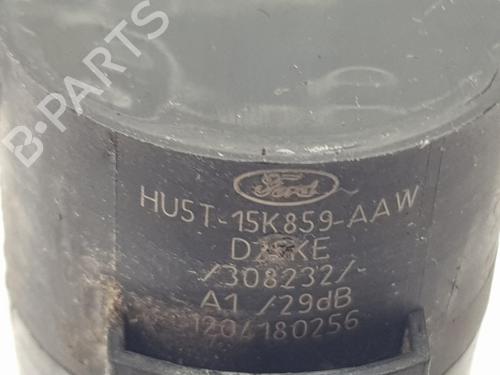 B-PARTS
Ford
HU5T-15K859-AAW
-/308232/-
A1 /29dB
1204180256